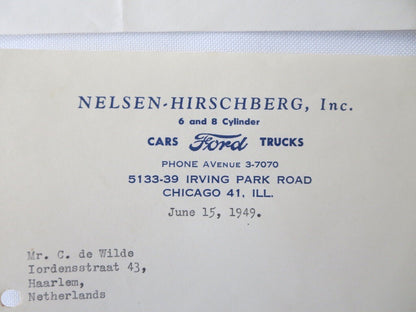 NELSEN-HIRSCHBERG, Inc.
6 and 8 Cylinder
CARS Ford TRUCKS
PHONE AVENUE 3-7070
5133-39 IRVING PARK ROAD
CHICAGO 41, ILL.
June 15, 1949.
Mr. C. de Wilde
Iordensstraat 43,
Haarlem,
Netherlands